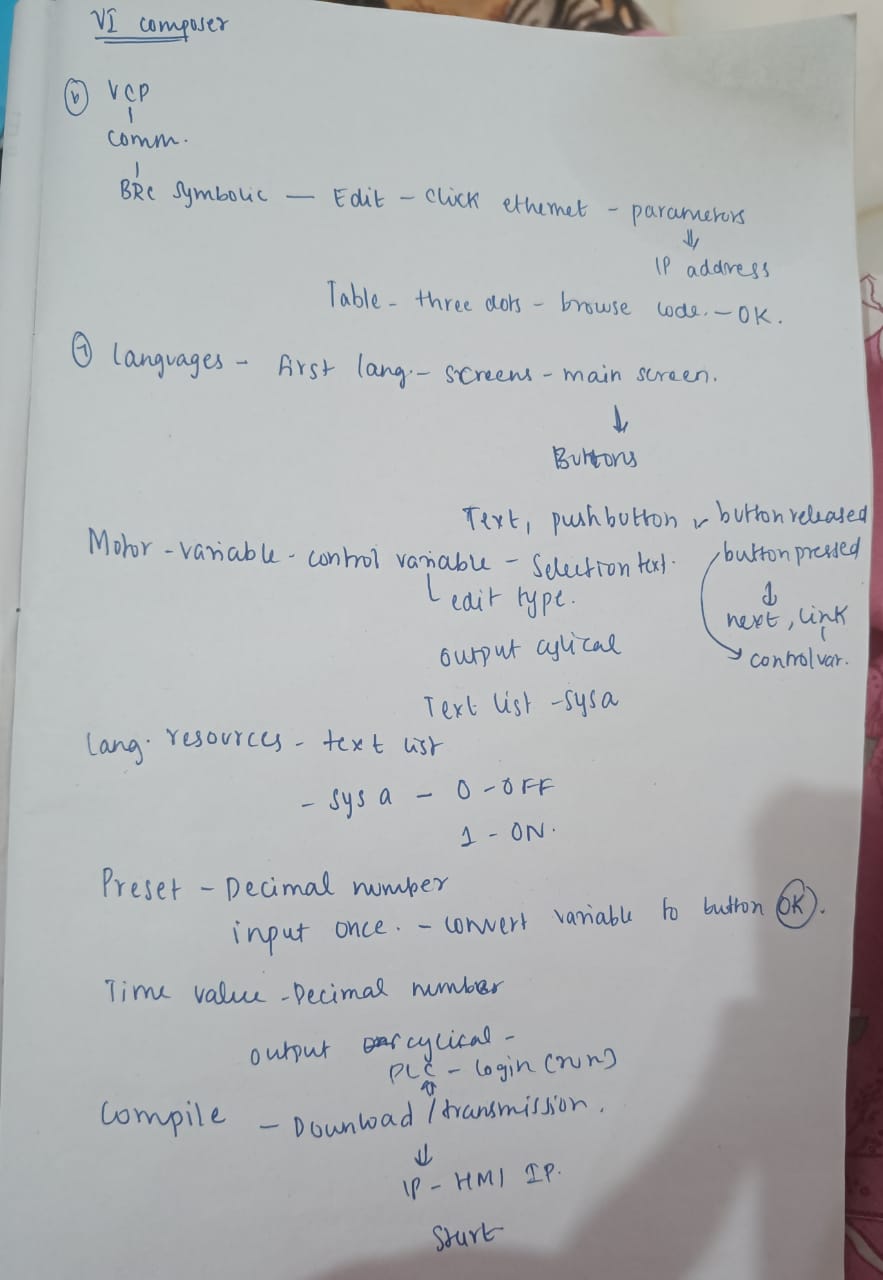 VI composer
⑥ VCP
comm.
BRC Symbolic — Edit – click ethernet – parameters
⇓
IP address
Table – three dots – browse code. – OK.
⑦ Languages – first lang. – screens – main screen.
↓
Buttons
Text, pushbutton button released
Motor – variable – control variable – Selection text. button pressed
edit type. next, link
output cylical control var.
Text list – sysa
Lang. resources – text list
– sys a – 0 – OFF
1 – ON.
Preset – Decimal number
input once. – convert variable to button OK.
Time value – Decimal number
output cylical –
PLC – login (run)
⇑
Compile – Download / transmission.
⇓
IP – HMI IP.
Start